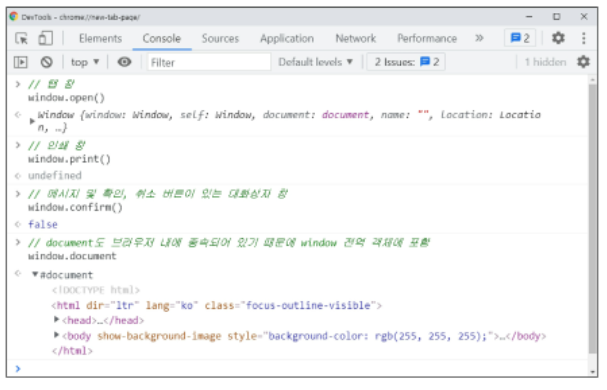 DevTools - chrome://new-tab-page/
Elements Console Sources Application Network Performance » 2
top ▼ Filter Default levels ▼ 2 Issues: 2 1 hidden
> // 탭 창
window.open()
Window {window: Window, self: Window, document: document, name: "", location: Locatio
n, …}
> // 인쇄 창
window.print()
undefined
> // 메시지 및 확인, 취소 버튼이 있는 대화상자 창
window.confirm()
false
> // document도 브라우저 내에 종속되어 있기 때문에 window 전역 객체에 포함
window.document
▼#document
<!DOCTYPE html>
<html dir="ltr" lang="ko" class="focus-outline-visible">
▶<head>…</head>
▶<body show-background-image style="background-color: rgb(255, 255, 255);">…</body>
</html>
>